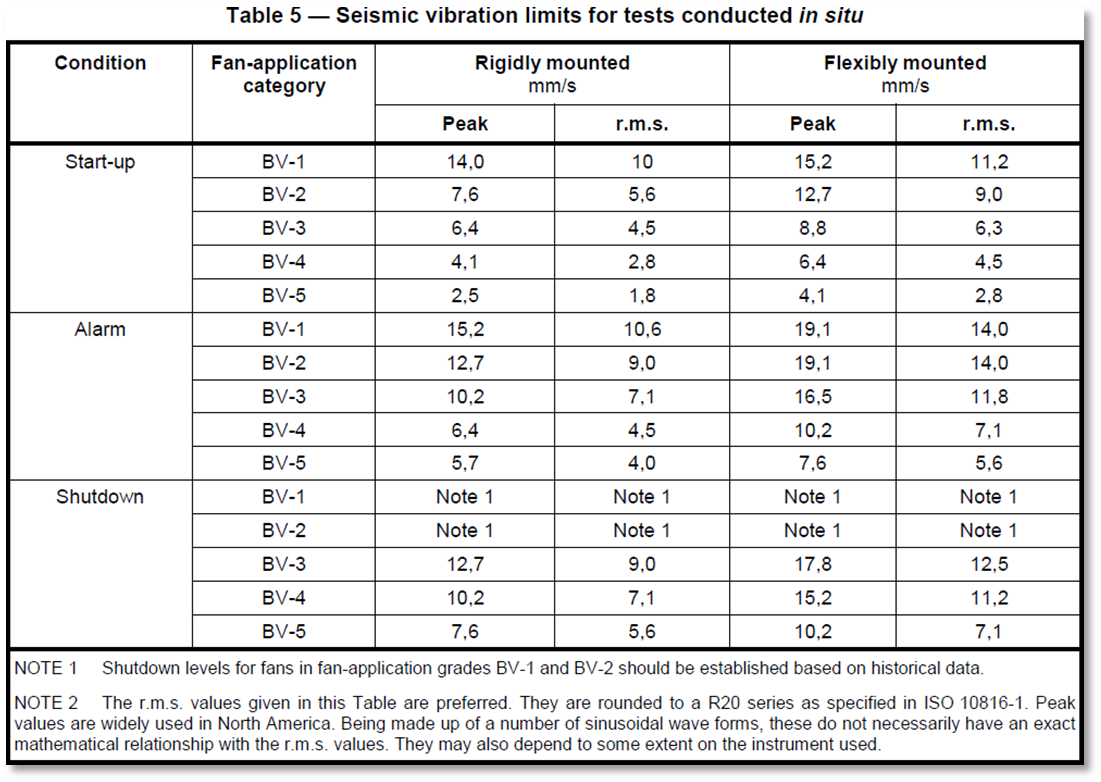 Table 5 — Seismic vibration limits for tests conducted in situ
Condition Fan-application category Rigidly mounted mm/s Flexibly mounted mm/s
Peak r.m.s. Peak r.m.s.
Start-up BV-1 14,0 10 15,2 11,2
BV-2 7,6 5,6 12,7 9,0
BV-3 6,4 4,5 8,8 6,3
BV-4 4,1 2,8 6,4 4,5
BV-5 2,5 1,8 4,1 2,8
Alarm BV-1 15,2 10,6 19,1 14,0
BV-2 12,7 9,0 19,1 14,0
BV-3 10,2 7,1 16,5 11,8
BV-4 6,4 4,5 10,2 7,1
BV-5 5,7 4,0 7,6 5,6
Shutdown BV-1 Note 1 Note 1 Note 1 Note 1
BV-2 Note 1 Note 1 Note 1 Note 1
BV-3 12,7 9,0 17,8 12,5
BV-4 10,2 7,1 15,2 11,2
BV-5 7,6 5,6 10,2 7,1
NOTE 1 Shutdown levels for fans in fan-application grades BV-1 and BV-2 should be established based on historical data.
NOTE 2 The r.m.s. values given in this Table are preferred. They are rounded to a R20 series as specified in ISO 10816-1. Peak
values are widely used in North America. Being made up of a number of sinusoidal wave forms, these do not necessarily have an exact
mathematical relationship with the r.m.s. values. They may also depend to some extent on the instrument used.